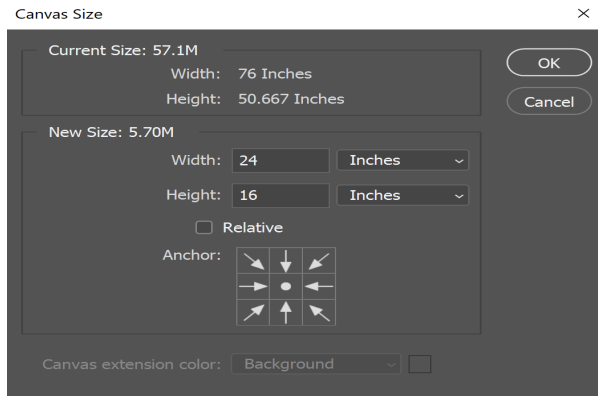 Canvas Size
Current Size: 57.1M
Width: 76 Inches
Height: 50.667 Inches
OK
Cancel
New Size: 5.70M
Width: 24 Inches
Height: 16 Inches
Relative
Anchor:
Canvas extension color: Background